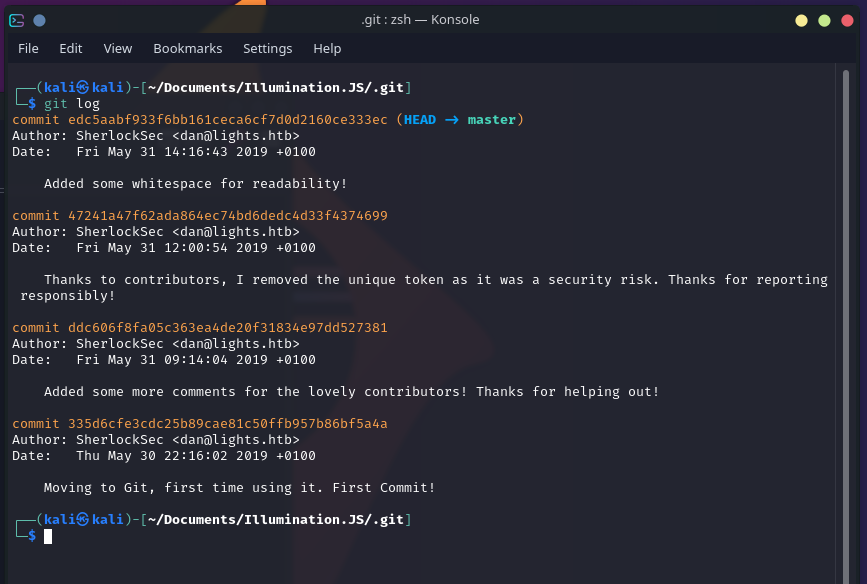 .git : zsh — Konsole
File Edit View Bookmarks Settings Help
┌──(kali㉿kali)-[~/Documents/Illumination.JS/.git]
└─$ git log
commit edc5aabf933f6bb161ceca6cf7d0d2160ce333ec (HEAD → master)
Author: SherlockSec <dan@lights.htb>
Date:   Fri May 31 14:16:43 2019 +0100
    Added some whitespace for readability!
commit 47241a47f62ada864ec74bd6dedc4d33f4374699
Author: SherlockSec <dan@lights.htb>
Date:   Fri May 31 12:00:54 2019 +0100
    Thanks to contributors, I removed the unique token as it was a security risk. Thanks for reporting
 responsibly!
commit ddc606f8fa05c363ea4de20f31834e97dd527381
Author: SherlockSec <dan@lights.htb>
Date:   Fri May 31 09:14:04 2019 +0100
    Added some more comments for the lovely contributors! Thanks for helping out!
commit 335d6cfe3cdc25b89cae81c50ffb957b86bf5a4a
Author: SherlockSec <dan@lights.htb>
Date:   Thu May 30 22:16:02 2019 +0100
    Moving to Git, first time using it. First Commit!
┌──(kali㉿kali)-[~/Documents/Illumination.JS/.git]
└─$